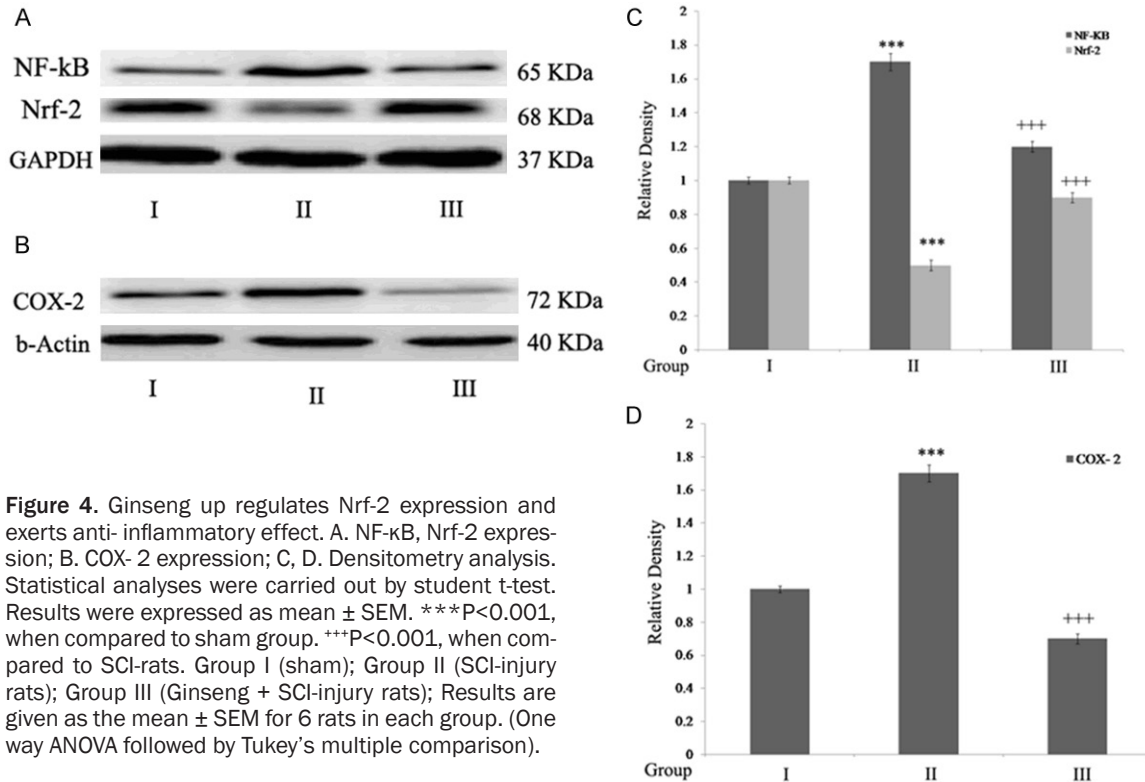 A
NF-kB 65 KDa
Nrf-2 68 KDa
GAPDH 37 KDa
I II III
B
COX-2 72 KDa
b-Actin 40 KDa
I II III
C
2
1.8
1.6
1.4
1.2
1
0.8
0.6
0.4
0.2
0
Relative Density
NF-KB
Nrf-2
***
***
+++
+++
Group I II III
D
2
1.8
1.6
1.4
1.2
1
0.8
0.6
0.4
0.2
0
Relative Density
COX- 2
***
+++
Group I II III
Figure 4. Ginseng up regulates Nrf-2 expression and
exerts anti- inflammatory effect. A. NF-κB, Nrf-2 expres-
sion; B. COX- 2 expression; C, D. Densitometry analysis.
Statistical analyses were carried out by student t-test.
Results were expressed as mean ± SEM. ***P<0.001,
when compared to sham group. +++P<0.001, when com-
pared to SCI-rats. Group I (sham); Group II (SCI-injury
rats); Group III (Ginseng + SCI-injury rats); Results are
given as the mean ± SEM for 6 rats in each group. (One
way ANOVA followed by Tukey's multiple comparison).